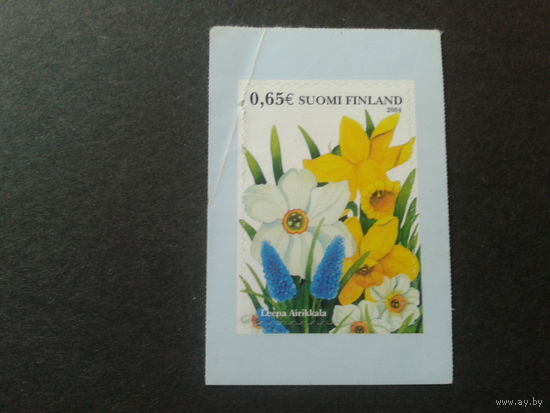 0,65€ SUOMI FINLAND
2004
Leena Airikkala
www.ay.by